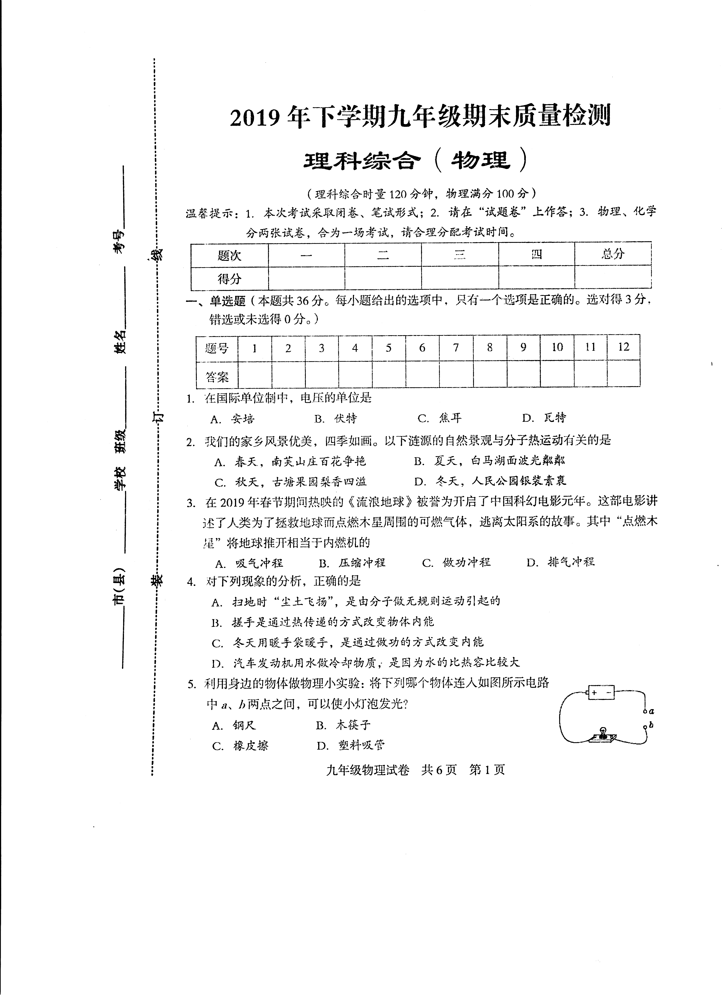 2019年下学期九年级期末质量检测
理科综合（物理）
（理科综合时量120分钟，物理满分100分）
温馨提示：1. 本次考试采取闭卷、笔试形式；2. 请在“试题卷”上作答；3. 物理、化学
分两张试卷，合为一场考试，请合理分配考试时间。
题次 一 二 三 四 总分
得分
一、单选题（本题共36分。每小题给出的选项中，只有一个选项是正确的。选对得3分，
错选或未选得0分。）
题号 1 2 3 4 5 6 7 8 9 10 11 12
答案
1. 在国际单位制中，电压的单位是
A. 安培 B. 伏特 C. 焦耳 D. 瓦特
2. 我们的家乡风景优美，四季如画。以下涟源的自然景观与分子热运动有关的是
A. 春天，南芙山庄百花争艳 B. 夏天，白马湖面波光粼粼
C. 秋天，古塘果园梨香四溢 D. 冬天，人民公园银装素裹
3. 在2019年春节期间热映的《流浪地球》被誉为开启了中国科幻电影元年。这部电影讲
述了人类为了拯救地球而点燃木星周围的可燃气体，逃离太阳系的故事。其中“点燃木
星”将地球推开相当于内燃机的
A. 吸气冲程 B. 压缩冲程 C. 做功冲程 D. 排气冲程
4. 对下列现象的分析，正确的是
A. 扫地时“尘土飞扬”，是由分子做无规则运动引起的
B. 搓手是通过热传递的方式改变物体内能
C. 冬天用暖手袋暖手，是通过做功的方式改变内能
D. 汽车发动机用水做冷却物质，是因为水的比热容比较大
5. 利用身边的物体做物理小实验：将下列哪个物体连入如图所示电路
中a、b两点之间，可以使小灯泡发光？
A. 钢尺 B. 木筷子
C. 橡皮擦 D. 塑料吸管
+ −
a
b
九年级物理试卷 共6页 第1页
市（县） 学校 班级 姓名 考号
装 订 线